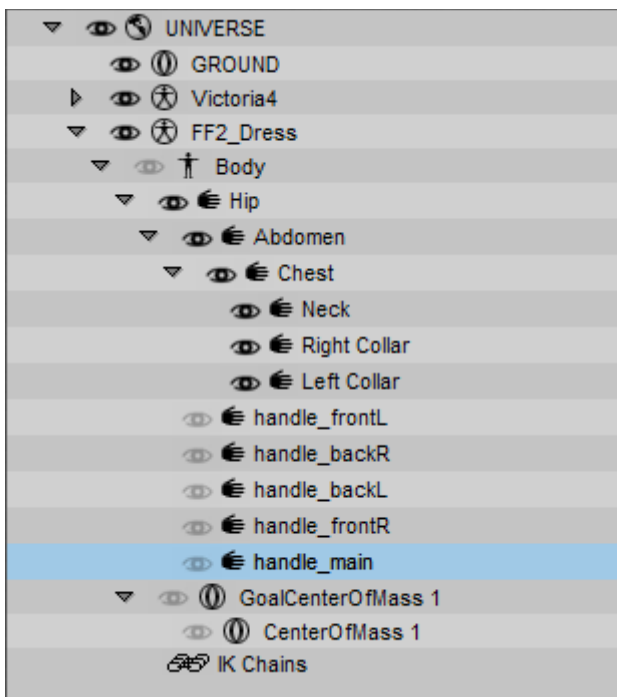 UNIVERSE
GROUND
Victoria4
FF2_Dress
Body
Hip
Abdomen
Chest
Neck
Right Collar
Left Collar
handle_frontL
handle_backR
handle_backL
handle_frontR
handle_main
GoalCenterOfMass 1
CenterOfMass 1
IK Chains